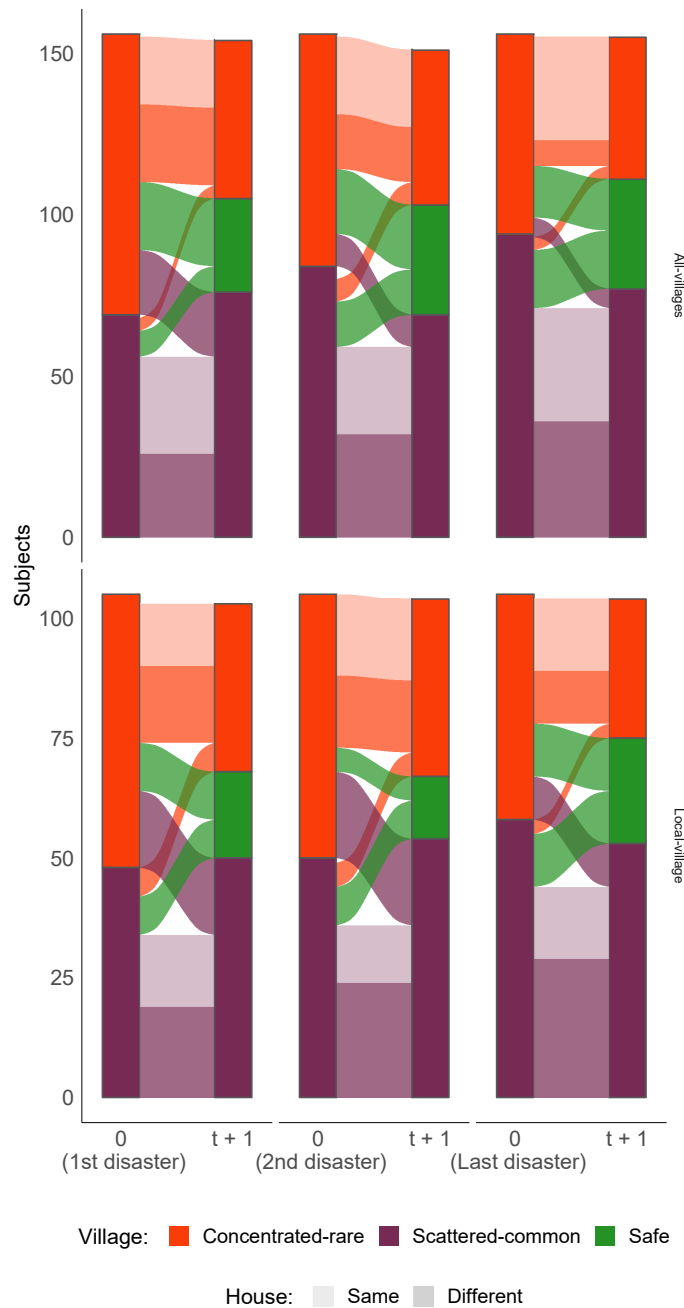 150
100
50
0
All-villages
Subjects
100
75
50
25
0
Local-village
0 t + 1 0 t + 1 0 t + 1
(1st disaster) (2nd disaster) (Last disaster)
Village: Concentrated-rare Scattered-common Safe
House: Same Different